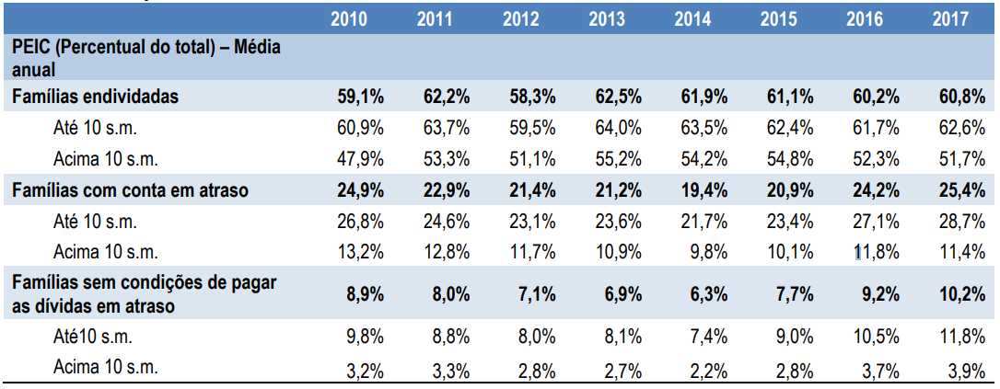 2010 2011 2012 2013 2014 2015 2016 2017
PEIC (Percentual do total) – Média
anual
Famílias endividadas 59,1% 62,2% 58,3% 62,5% 61,9% 61,1% 60,2% 60,8%
Até 10 s.m. 60,9% 63,7% 59,5% 64,0% 63,5% 62,4% 61,7% 62,6%
Acima 10 s.m. 47,9% 53,3% 51,1% 55,2% 54,2% 54,8% 52,3% 51,7%
Famílias com conta em atraso 24,9% 22,9% 21,4% 21,2% 19,4% 20,9% 24,2% 25,4%
Até 10 s.m. 26,8% 24,6% 23,1% 23,6% 21,7% 23,4% 27,1% 28,7%
Acima 10 s.m. 13,2% 12,8% 11,7% 10,9% 9,8% 10,1% 11,8% 11,4%
Famílias sem condições de pagar
as dívidas em atraso 8,9% 8,0% 7,1% 6,9% 6,3% 7,7% 9,2% 10,2%
Até10 s.m. 9,8% 8,8% 8,0% 8,1% 7,4% 9,0% 10,5% 11,8%
Acima 10 s.m. 3,2% 3,3% 2,8% 2,7% 2,2% 2,8% 3,7% 3,9%